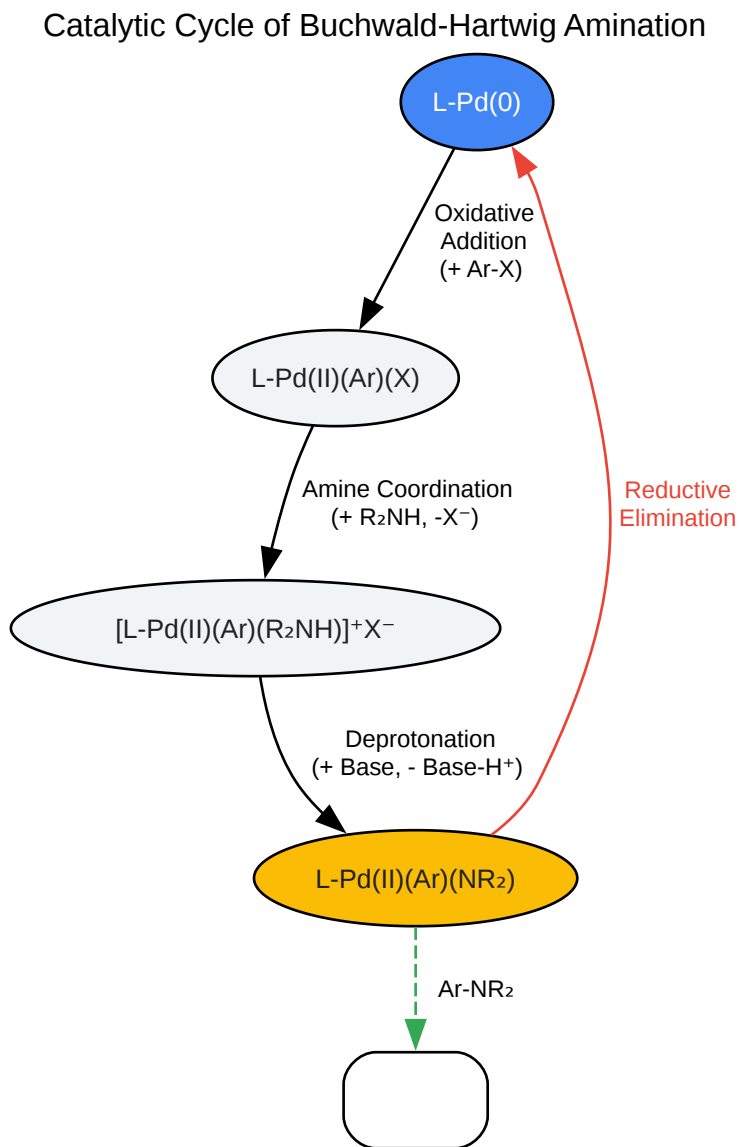 Catalytic Cycle of Buchwald-Hartwig Amination
L-Pd(0)
Oxidative
Addition
(+ Ar-X)
L-Pd(II)(Ar)(X)
Amine Coordination
(+ R₂NH, -X⁻)
Reductive
Elimination
[L-Pd(II)(Ar)(R₂NH)]⁺X⁻
Deprotonation
(+ Base, - Base-H⁺)
L-Pd(II)(Ar)(NR₂)
Ar-NR₂